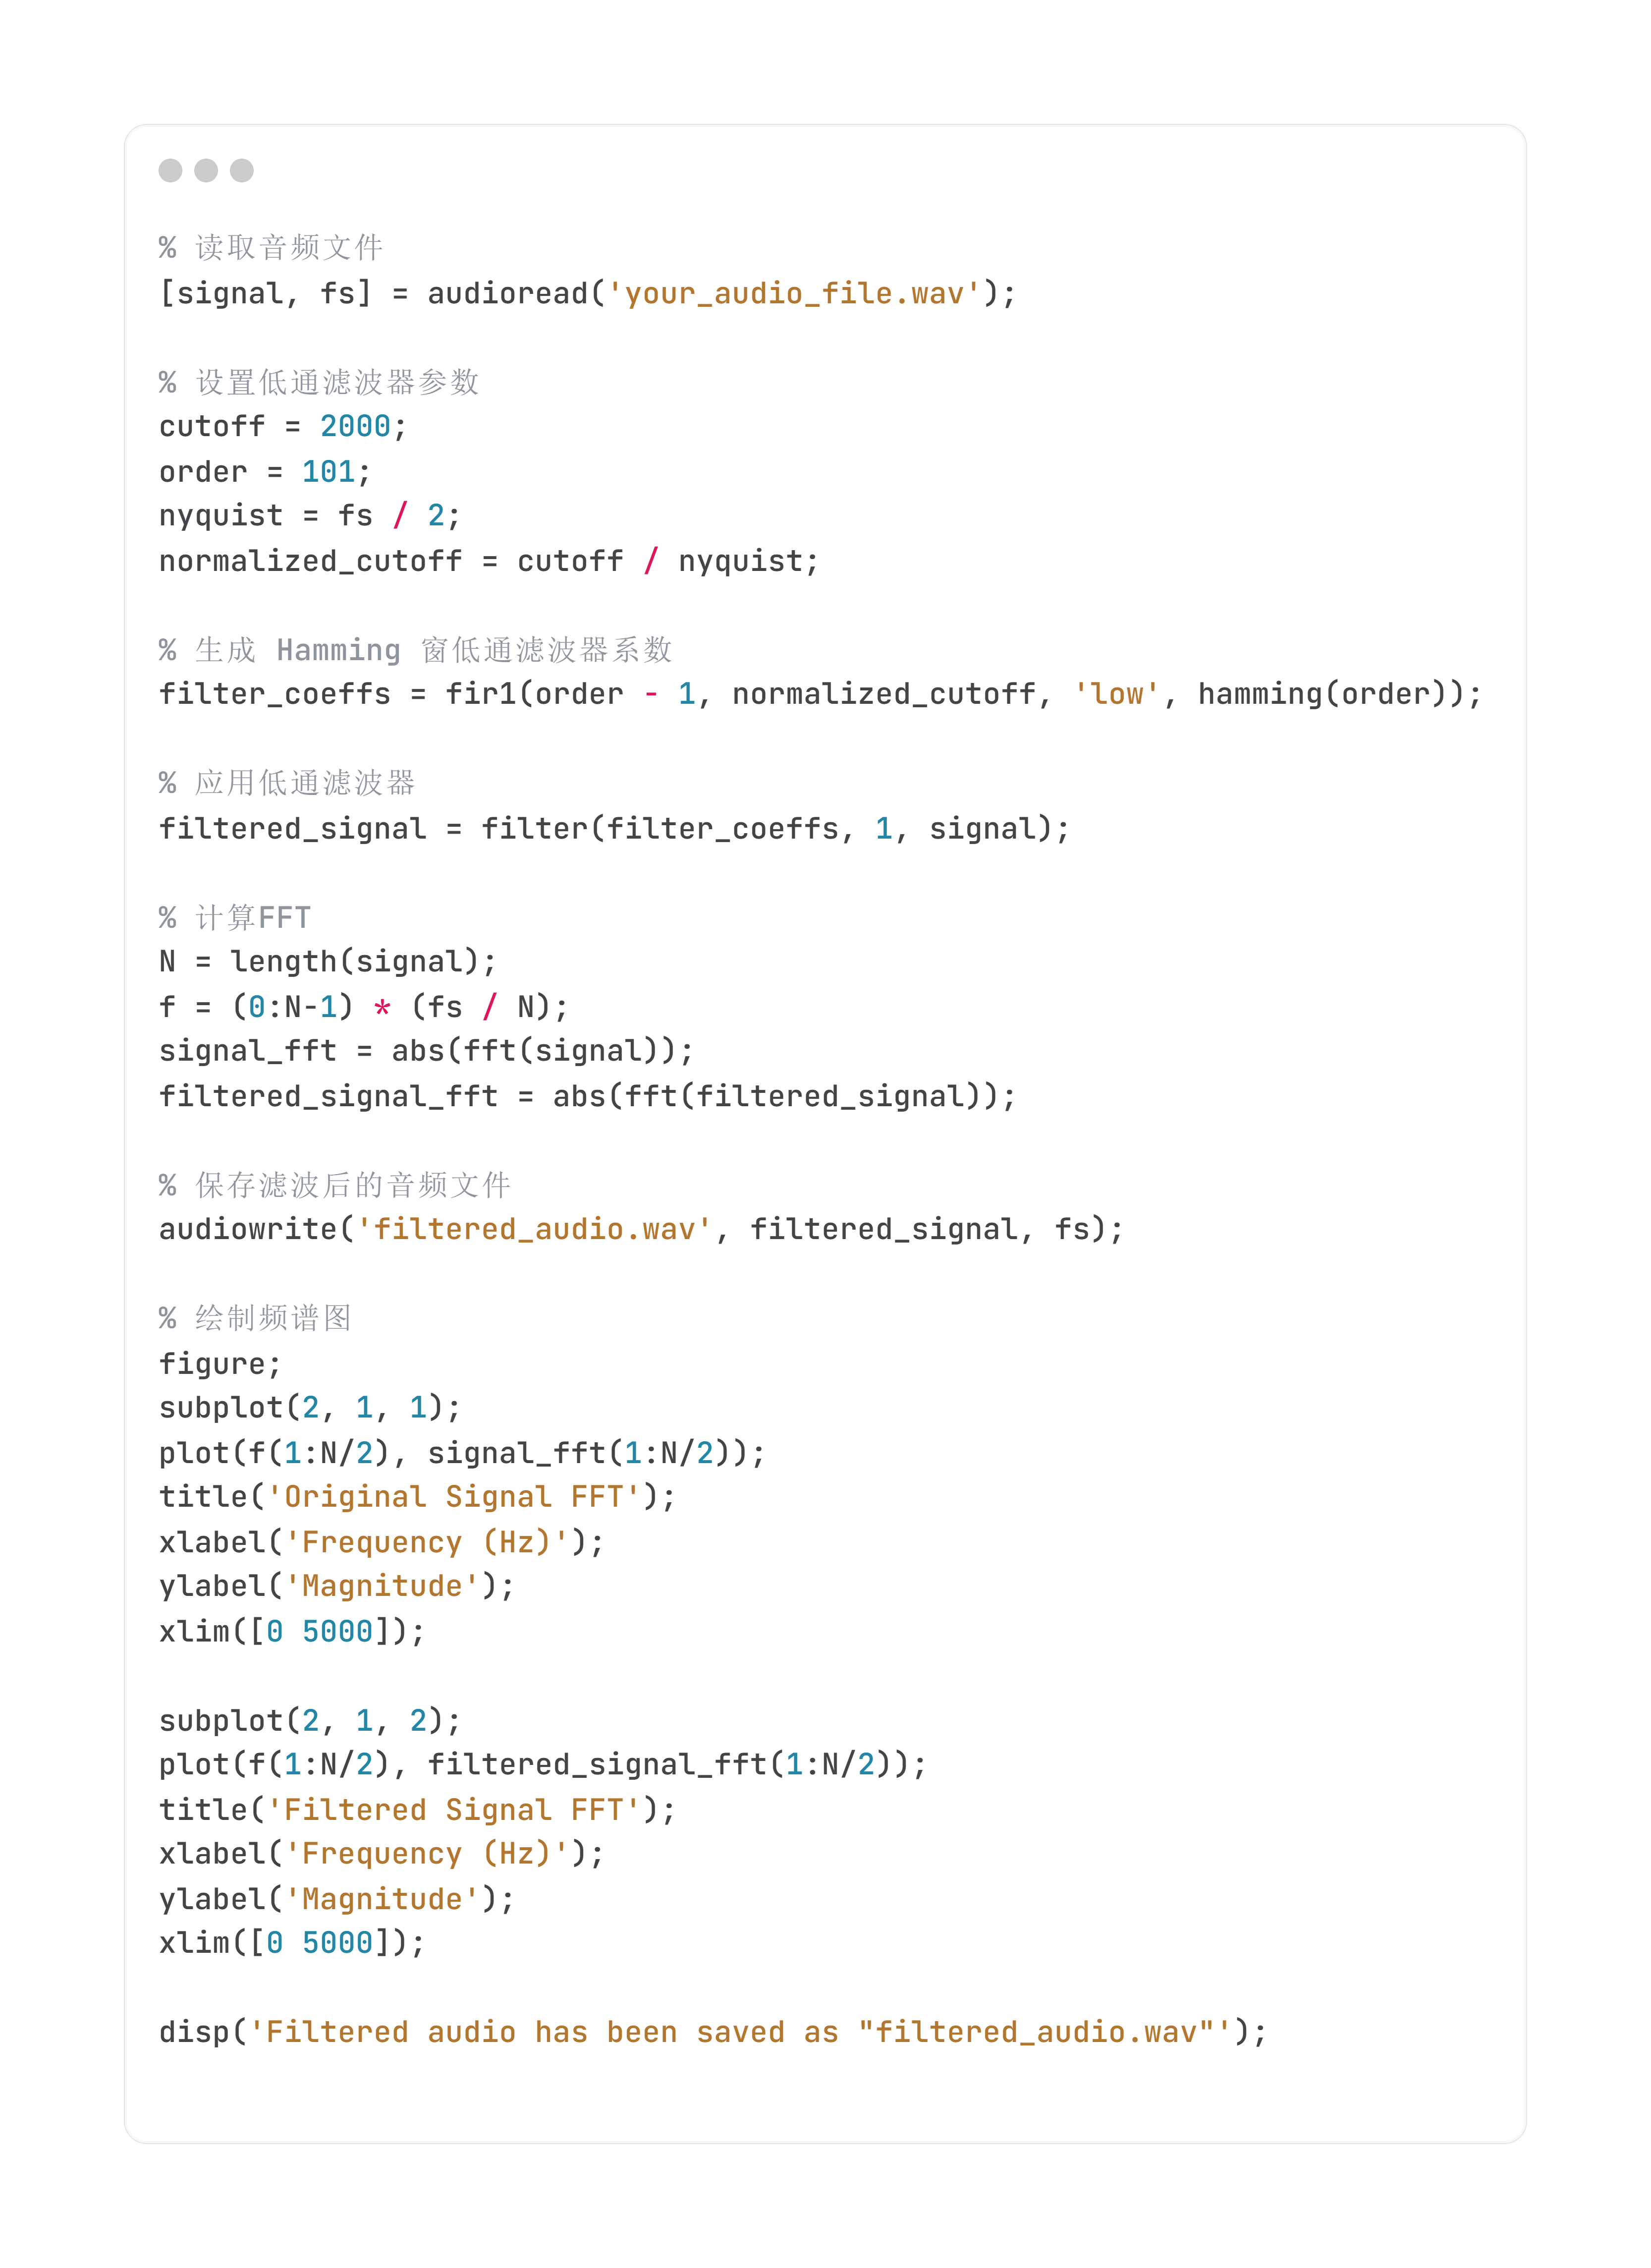 % 读取音频文件
[signal, fs] = audioread('your_audio_file.wav');
% 设置低通滤波器参数
cutoff = 2000;
order = 101;
nyquist = fs / 2;
normalized_cutoff = cutoff / nyquist;
% 生成 Hamming 窗低通滤波器系数
filter_coeffs = fir1(order - 1, normalized_cutoff, 'low', hamming(order));
% 应用低通滤波器
filtered_signal = filter(filter_coeffs, 1, signal);
% 计算FFT
N = length(signal);
f = (0:N-1) * (fs / N);
signal_fft = abs(fft(signal));
filtered_signal_fft = abs(fft(filtered_signal));
% 保存滤波后的音频文件
audiowrite('filtered_audio.wav', filtered_signal, fs);
% 绘制频谱图
figure;
subplot(2, 1, 1);
plot(f(1:N/2), signal_fft(1:N/2));
title('Original Signal FFT');
xlabel('Frequency (Hz)');
ylabel('Magnitude');
xlim([0 5000]);
subplot(2, 1, 2);
plot(f(1:N/2), filtered_signal_fft(1:N/2));
title('Filtered Signal FFT');
xlabel('Frequency (Hz)');
ylabel('Magnitude');
xlim([0 5000]);
disp('Filtered audio has been saved as "filtered_audio.wav"');